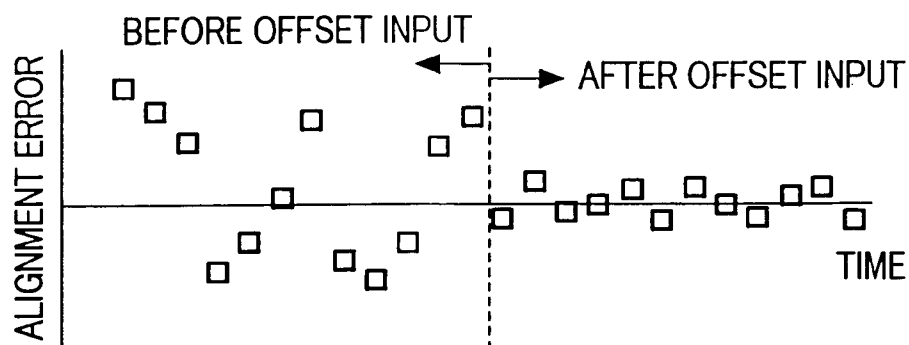 BEFORE OFFSET INPUT
AFTER OFFSET INPUT
ALIGNMENT ERROR
TIME